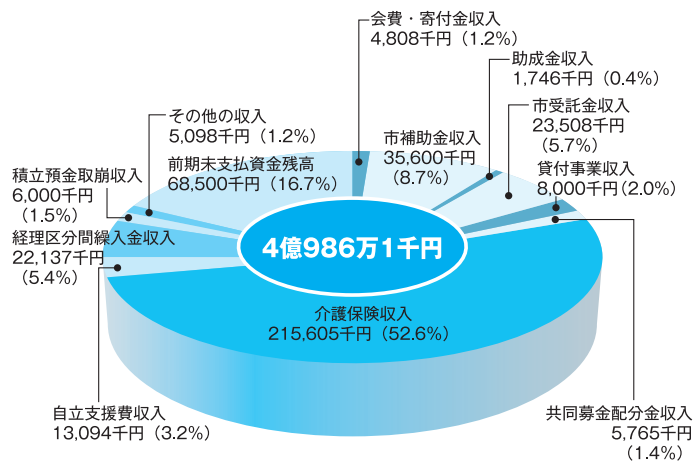 会費・寄付金収入
4,808千円(1.2%)
助成金収入
1,746千円(0.4%)
市受託金収入
23,508千円
(5.7%)
市補助金収入
35,600千円
(8.7%)
貸付事業収入
8,000千円(2.0%)
その他の収入
5,098千円(1.2%)
前期末支払資金残高
68,500千円(16.7%)
積立預金取崩収入
6,000千円
(1.5%)
経理区分間繰入金収入
22,137千円
(5.4%)
4億986万1千円
介護保険収入
215,605千円(52.6%)
自立支援費収入
13,094千円(3.2%)
共同募金配分金収入
5,765千円
(1.4%)